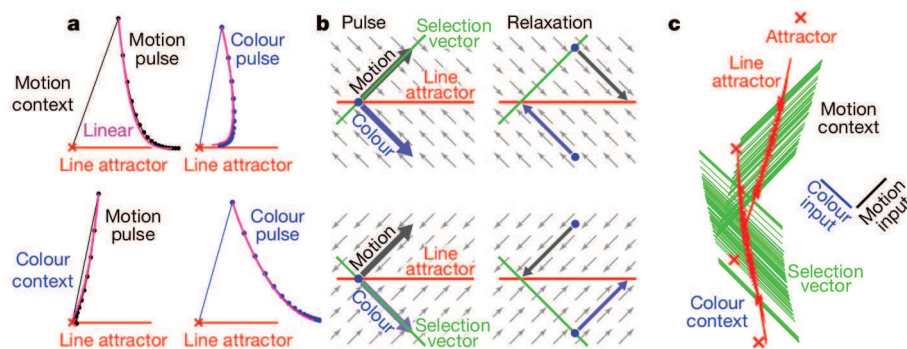 a
Motion
pulse
Colour
pulse
Motion
context
Linear
Line attractor
Line attractor
Motion
pulse
Colour
pulse
Colour
context
Line attractor
Line attractor
b
Pulse
Relaxation
Selection
vector
Motion
Line
attractor
Colour
Motion
Line
attractor
Colour
Selection
vector
c
Attractor
Line
attractor
Motion
context
Colour
input
Motion
input
Selection
vector
Colour
context